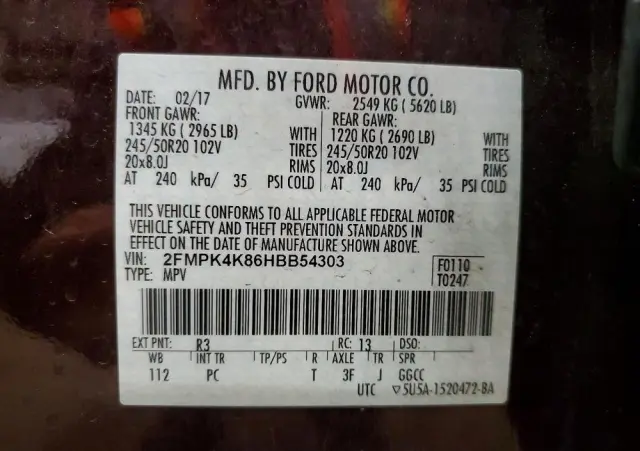 MFD. BY FORD MOTOR CO.
DATE: 02/17 GVWR: 2549 KG ( 5620 LB)
FRONT GAWR: REAR GAWR:
1345 KG ( 2965 LB) WITH 1220 KG ( 2690 LB) WITH
245/50R20 102V TIRES 245/50R20 102V TIRES
20x8.0J RIMS 20x8.0J RIMS
AT 240 kPa/ 35 PSI COLD AT 240 kPa/ 35 PSI COLD
THIS VEHICLE CONFORMS TO ALL APPLICABLE FEDERAL MOTOR
VEHICLE SAFETY AND THEFT PREVENTION STANDARDS IN
EFFECT ON THE DATE OF MANUFACTURE SHOWN ABOVE.
VIN: 2FMPK4K86HBB54303 F0110
TYPE: MPV T0247
EXT PNT: R3 RC: 13 DSO:
WB INT TR TP/PS R AXLE TR SPR
112 PC T 3F J GGCC
UTC ▽5U5A-1520472-BA